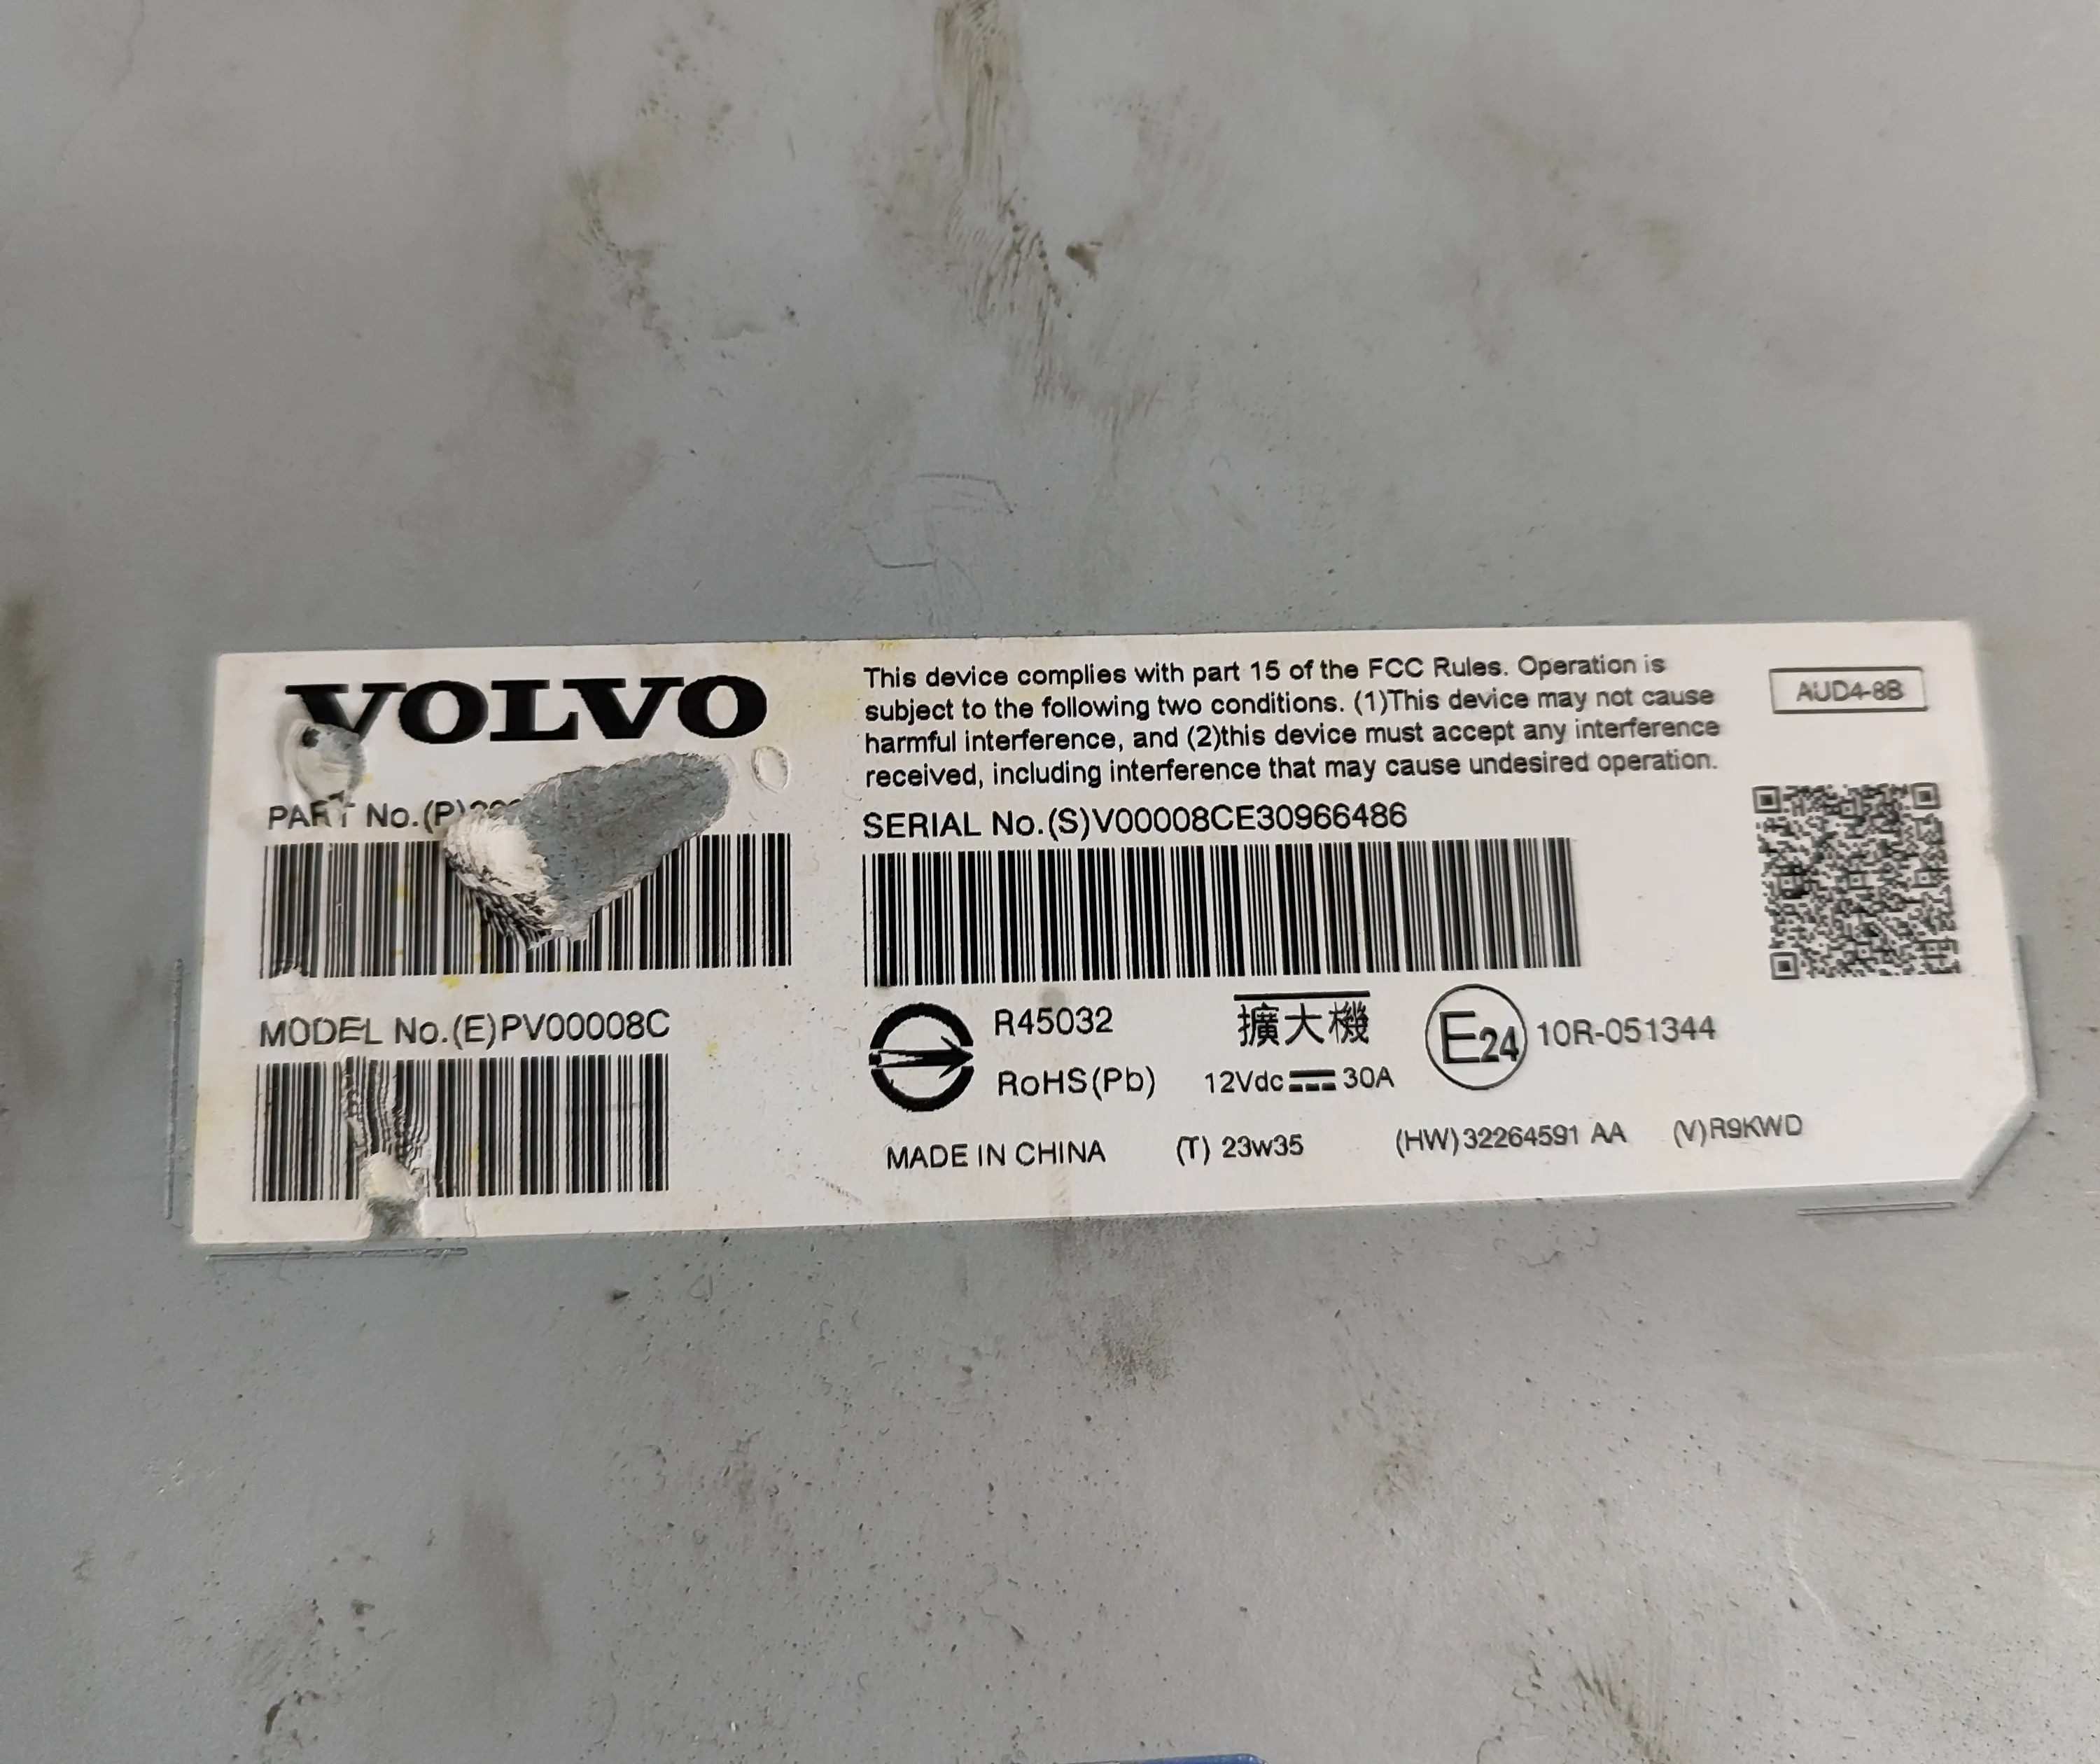 VOLVO
PART No.(P)
MODEL No.(E)PV00008C
This device complies with part 15 of the FCC Rules. Operation is
subject to the following two conditions. (1)This device may not cause
harmful interference, and (2)this device must accept any interference
received, including interference that may cause undesired operation.
AUD4-8B
SERIAL No.(S)V00008CE30966486
R45032
RoHS(Pb)
擴大機
12Vdc 30A
E24 10R-051344
MADE IN CHINA (T) 23w35 (HW)32264591 AA (V)R9KWD